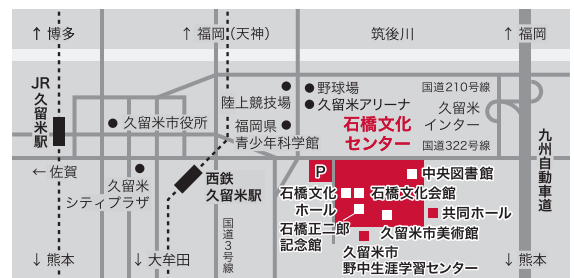 ↑博多
↑福岡(天神)
筑後川
↑福岡
国道210号線
野球場
久留米アリーナ
陸上競技場
JR
久留米駅
久留米市役所
福岡県
青少年科学館
石橋文化
センター
久留米
インター
国道322号線
九州自動車道
←佐賀
久留米
シティプラザ
西鉄
久留米駅
国道3号線
P
中央図書館
石橋文化
ホール
石橋文化会館
石橋正二郎
記念館
共同ホール
久留米市美術館
久留米市
野中生涯学習センター
↓熊本
↓大牟田
↓熊本